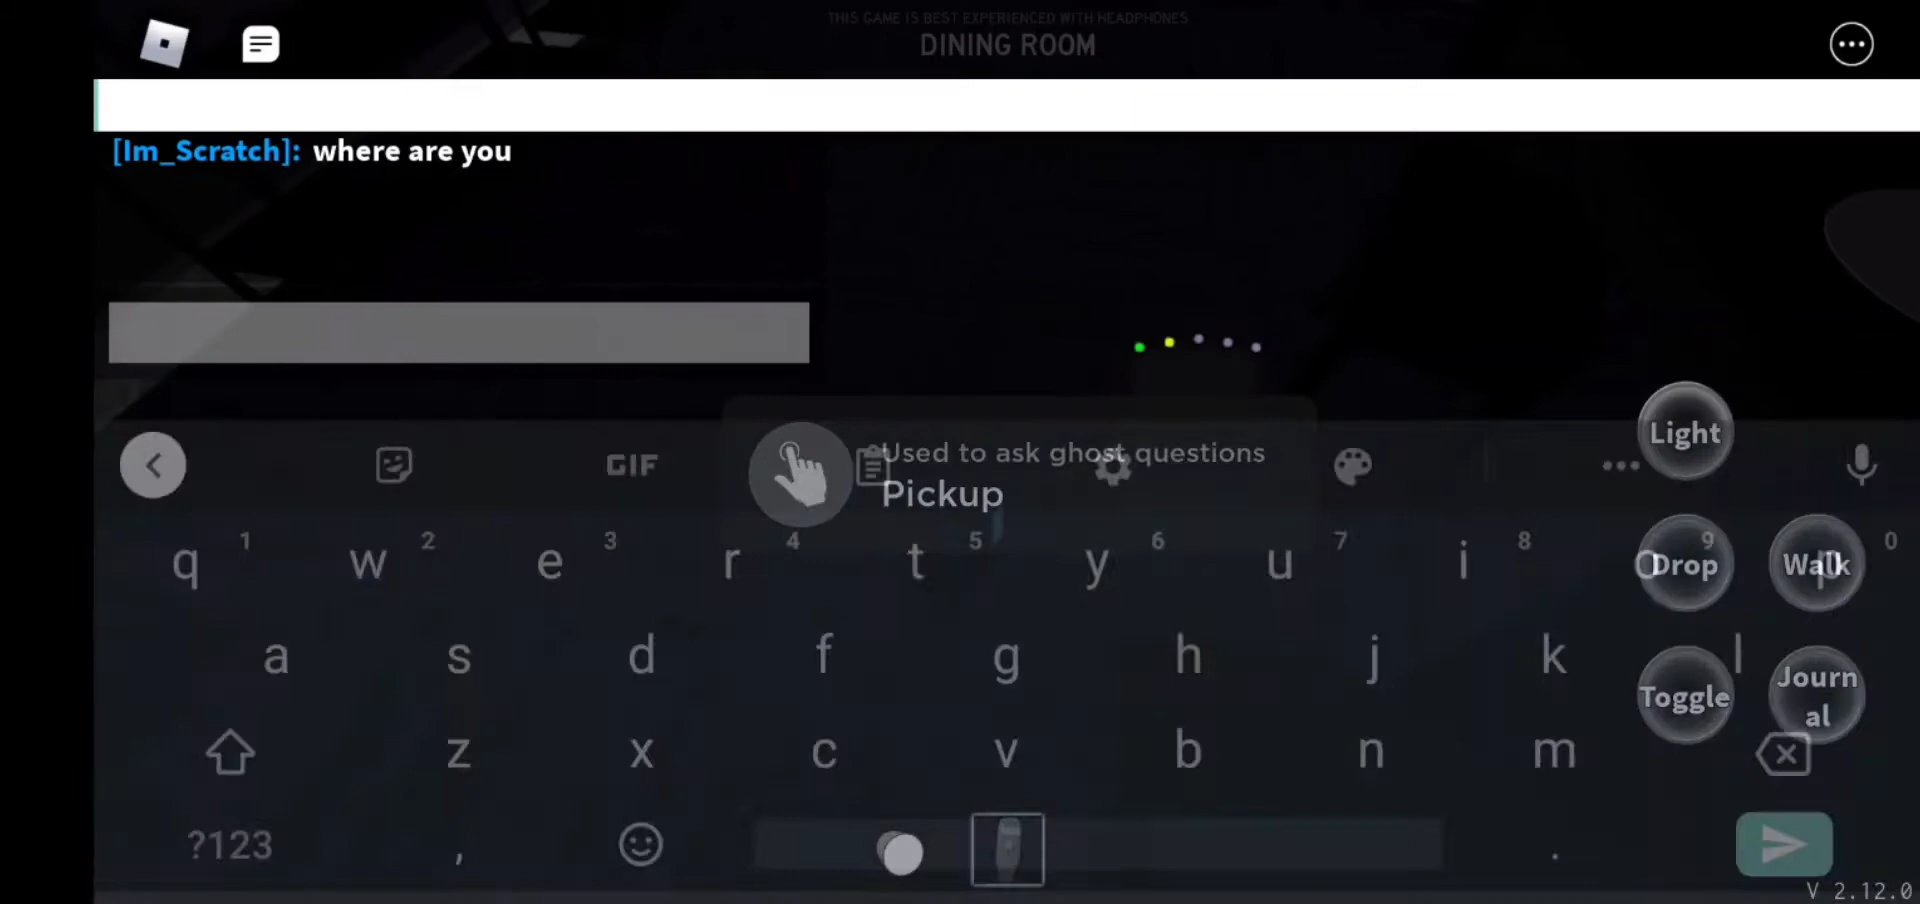 THIS GAME IS BEST EXPERIENCED WITH HEADPHONES
DINING ROOM
[Im_Scratch]: where are you
Light
GIF
Used to ask ghost questions
Pickup
q 1 w 2 e 3 r 4 t 5 y 6 u 7 i 8 o 9 p 0
Drop
Walk
a s d f g h j k l
Toggle
Journ
al
z x c v b n m
?123 , .
V 2.12.0